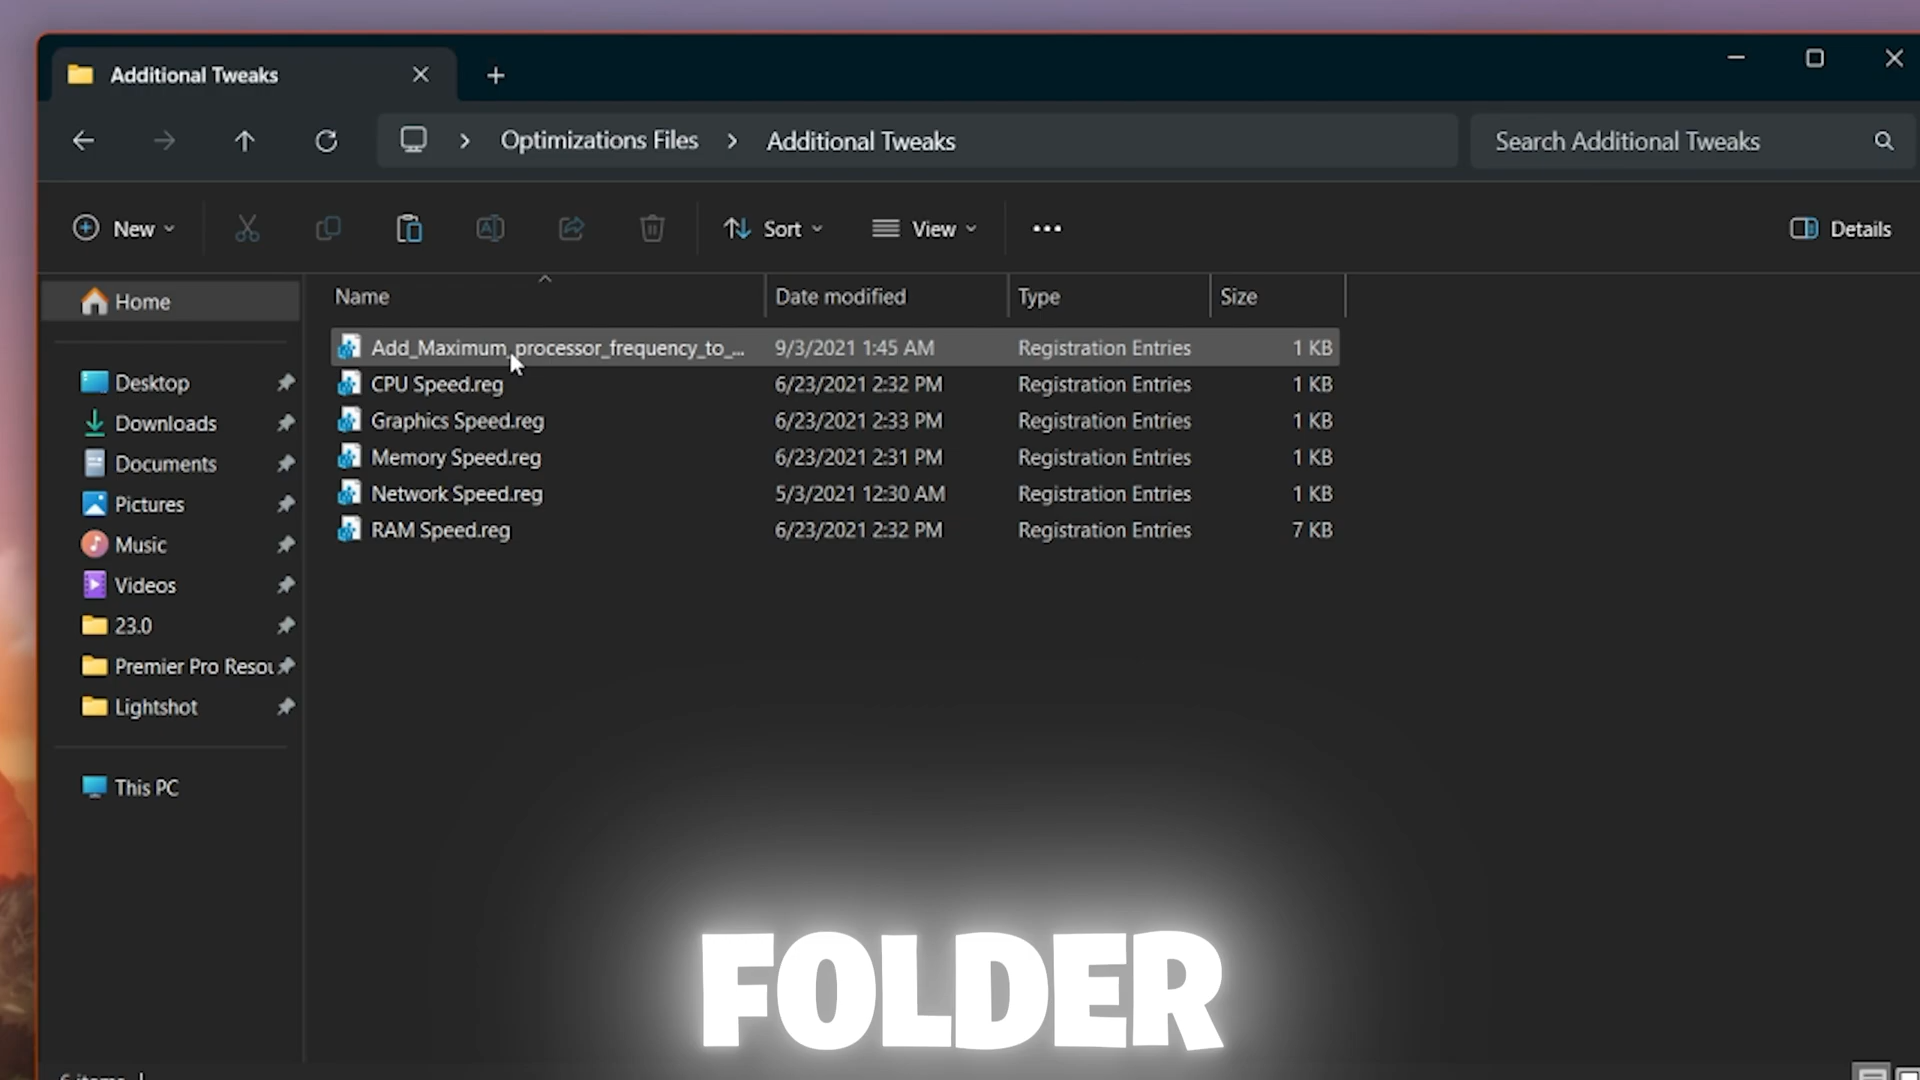 Additional Tweaks
Optimizations Files > Additional Tweaks
Search Additional Tweaks
New
Sort
View
Details
Home
Desktop
Downloads
Documents
Pictures
Music
Videos
23.0
Premier Pro Resou
Lightshot
This PC
Name Date modified Type Size
Add_Maximum_processor_frequency_to_... 9/3/2021 1:45 AM Registration Entries 1 KB
CPU Speed.reg 6/23/2021 2:32 PM Registration Entries 1 KB
Graphics Speed.reg 6/23/2021 2:33 PM Registration Entries 1 KB
Memory Speed.reg 6/23/2021 2:31 PM Registration Entries 1 KB
Network Speed.reg 5/3/2021 12:30 AM Registration Entries 1 KB
RAM Speed.reg 6/23/2021 2:32 PM Registration Entries 7 KB
FOLDER